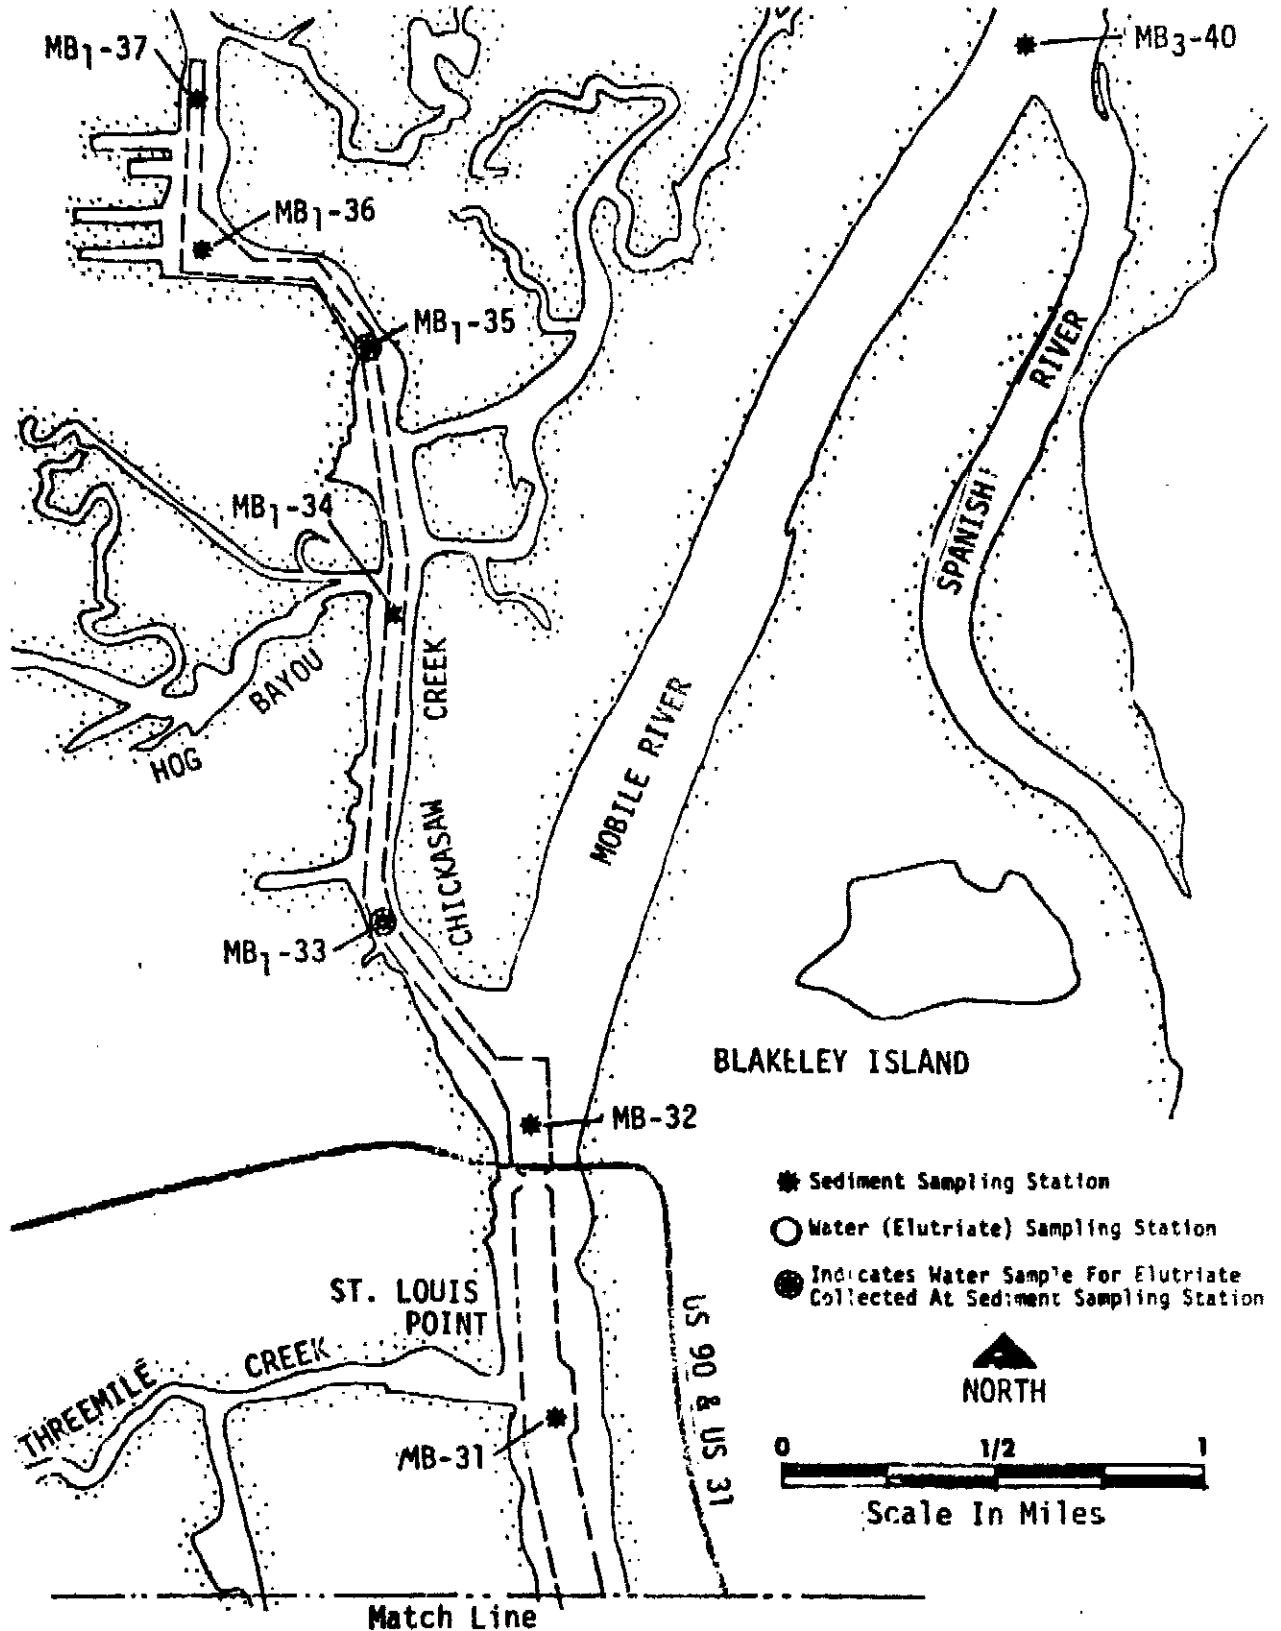 MB1-37
MB3-40
MB1-36
MB1-35
SPANISH RIVER
MB1-34
HOG BAYOU
CHICKASAW CREEK
MOBILE RIVER
MB1-33
BLAKELEY ISLAND
MB-32
Sediment Sampling Station
Water (Elutriate) Sampling Station
Indicates Water Sample For Elutriate
Collected At Sediment Sampling Station
ST. LOUIS
POINT
US 90 & US 31
THREEMILE CREEK
NORTH
MB-31
0 1/2 1
Scale In Miles
Match Line